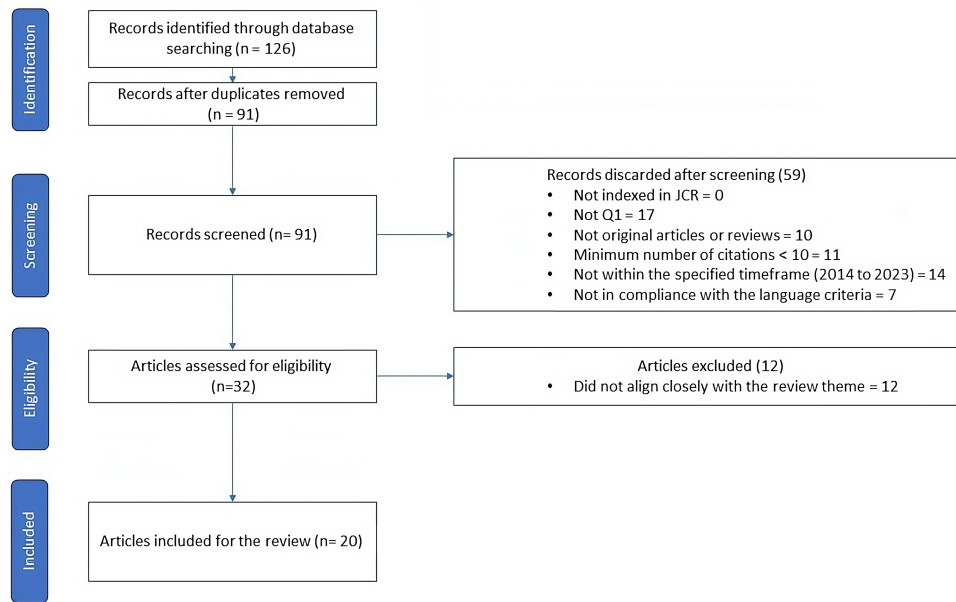 Identification
Records identified through database
searching (n = 126)
Records after duplicates removed
(n = 91)
Screening
Records screened (n= 91)
Records discarded after screening (59)
• Not indexed in JCR = 0
• Not Q1 = 17
• Not original articles or reviews = 10
• Minimum number of citations < 10 = 11
• Not within the specified timeframe (2014 to 2023) = 14
• Not in compliance with the language criteria = 7
Eligibility
Articles assessed for eligibility
(n=32)
Articles excluded (12)
• Did not align closely with the review theme = 12
Included
Articles included for the review (n= 20)